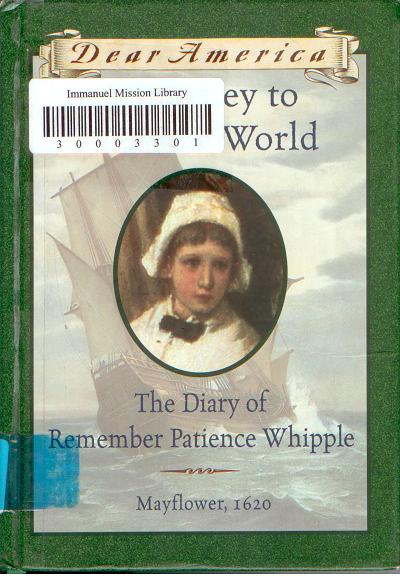 Dear America
Immanuel Mission Library
30003301
ey to
World
The Diary of
Remember Patience Whipple
Mayflower, 1620